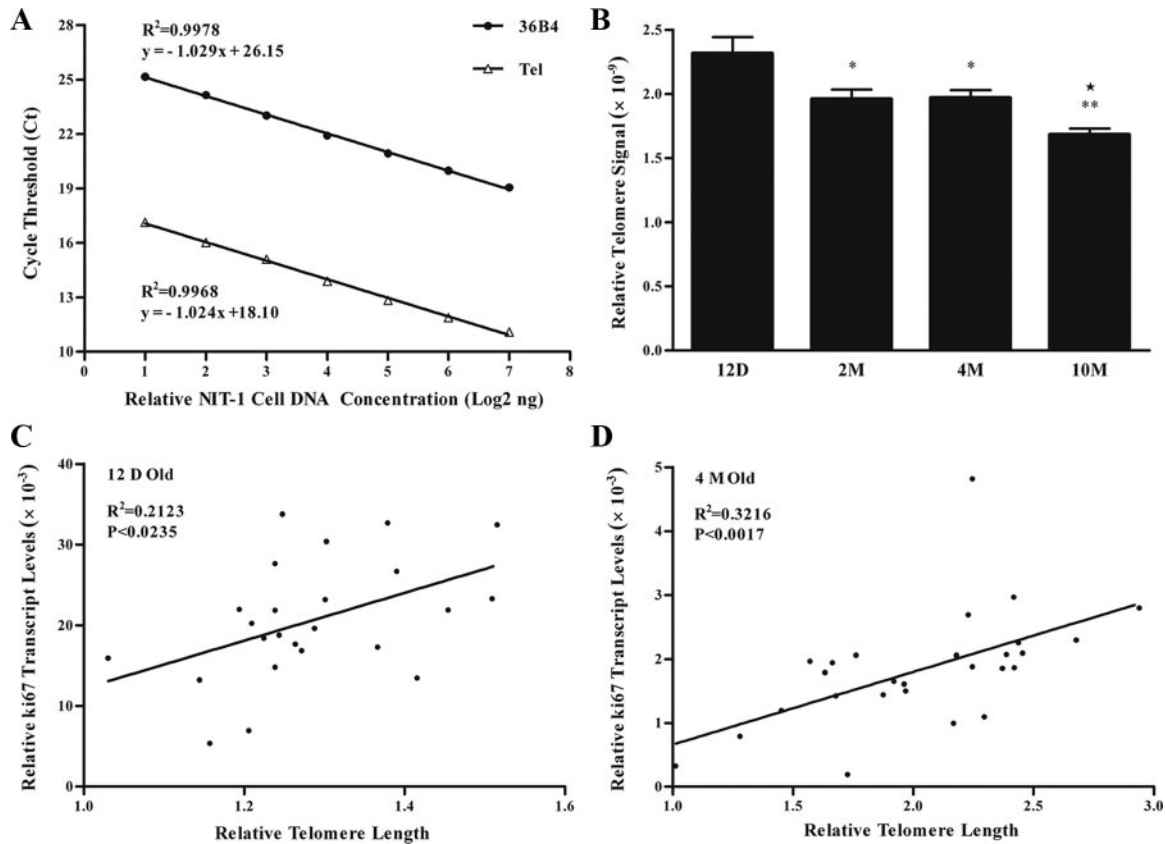 A
R²=0.9978
y = - 1.029x + 26.15
36B4
Tel
28
25
22
19
16
13
10
Cycle Threshold (Ct)
R²=0.9968
y = - 1.024x +18.10
0 1 2 3 4 5 6 7 8
Relative NIT-1 Cell DNA Concentration (Log2 ng)
B
Relative Telomere Signal (× 10⁻⁹)
2.5
2.0
1.5
1.0
0.5
0.0
*
*
★
**
12D 2M 4M 10M
C
12 D Old
R²=0.2123
P<0.0235
Relative ki67 Transcript Levels (× 10⁻³)
40
30
20
10
0
1.0 1.2 1.4 1.6
Relative Telomere Length
D
4 M Old
R²=0.3216
P<0.0017
Relative ki67 Transcript Levels (× 10⁻³)
5
4
3
2
1
0
1.0 1.5 2.0 2.5 3.0
Relative Telomere Length